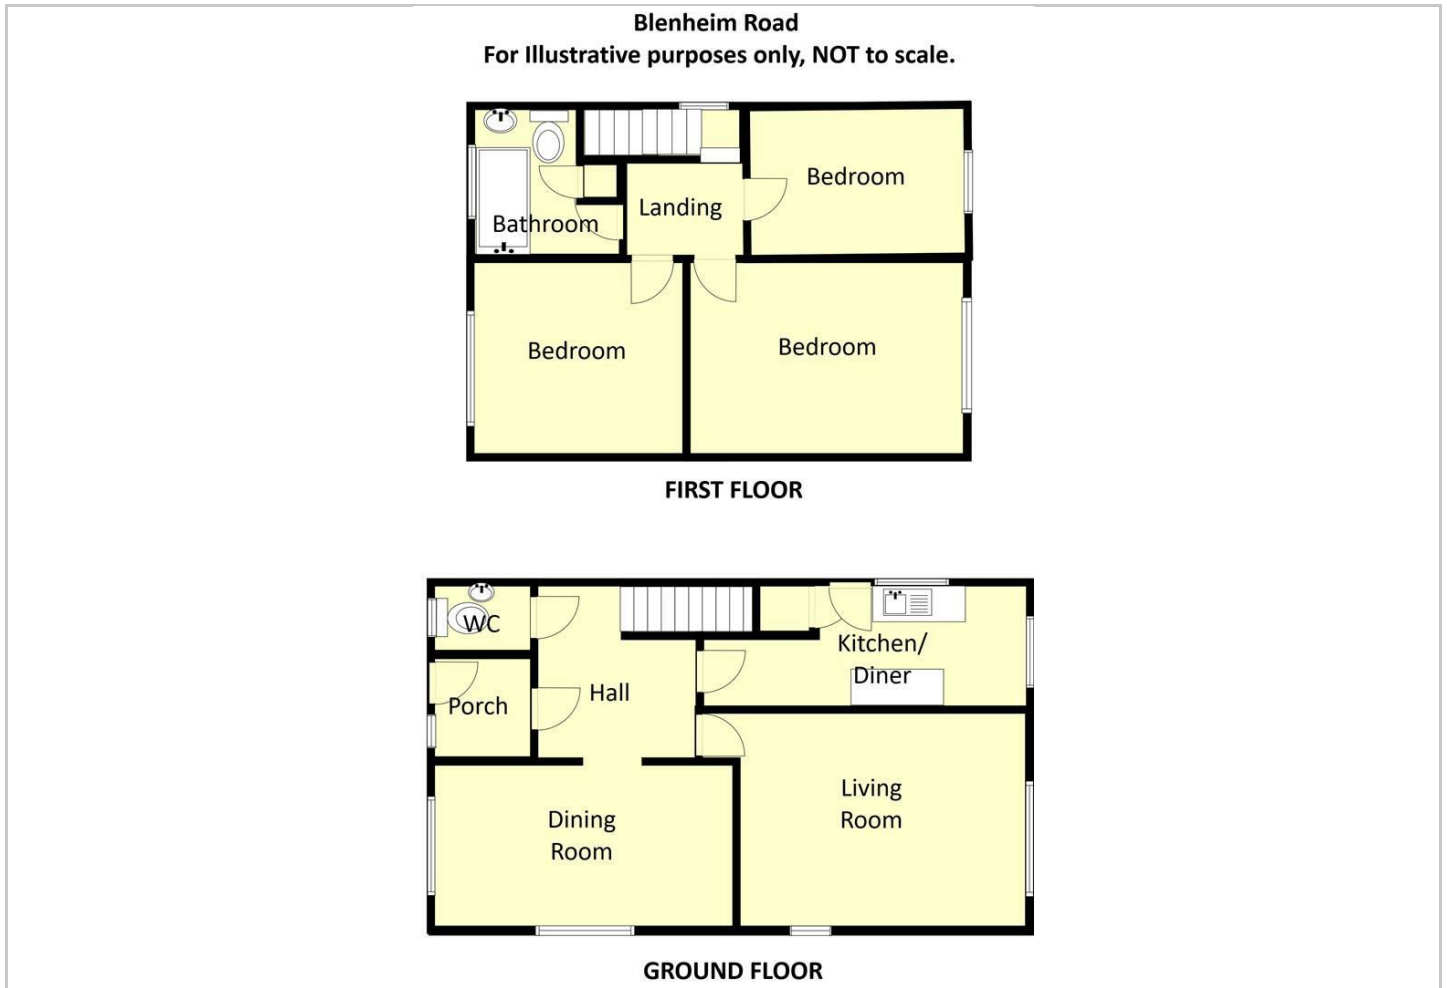 Blenheim Road
For Illustrative purposes only, NOT to scale.
Bedroom
Landing
Bathroom
Bedroom
Bedroom
FIRST FLOOR
WC
Kitchen/
Diner
Hall
Porch
Living
Room
Dining
Room
GROUND FLOOR